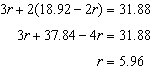 3r + 2(18.92 − 2r) = 31.88
3r + 37.84 − 4r = 31.88
r = 5.96